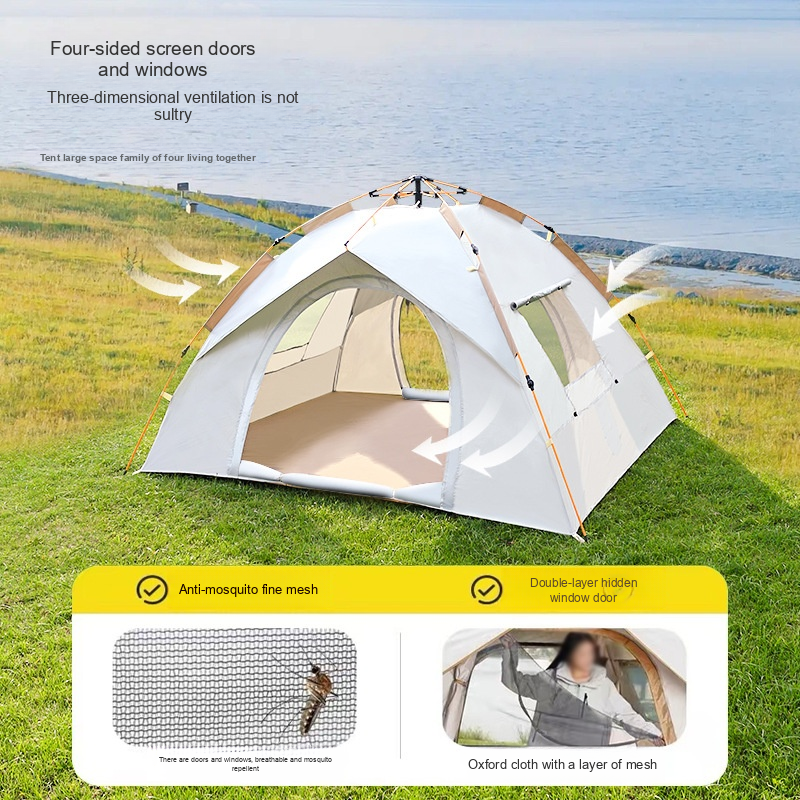 Four-sided screen doors
and windows
Three-dimensional ventilation is not
sultry
Tent large space family of four living together
Anti-mosquito fine mesh
Double-layer hidden
window door
There are doors and windows, breathable and mosquito
repellent
Oxford cloth with a layer of mesh